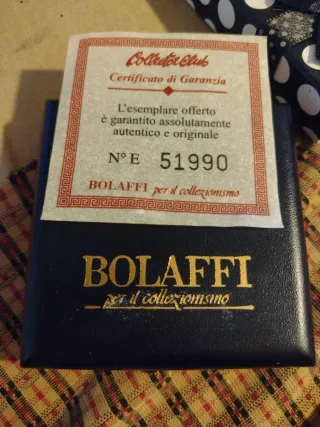 Collector Club
Certificato di Garanzia
L'esemplare offerto
è garantito assolutamente
autentico e originale
N° E 51990
BOLAFFI per il collezionismo
BOLAFFI
per il collezionismo